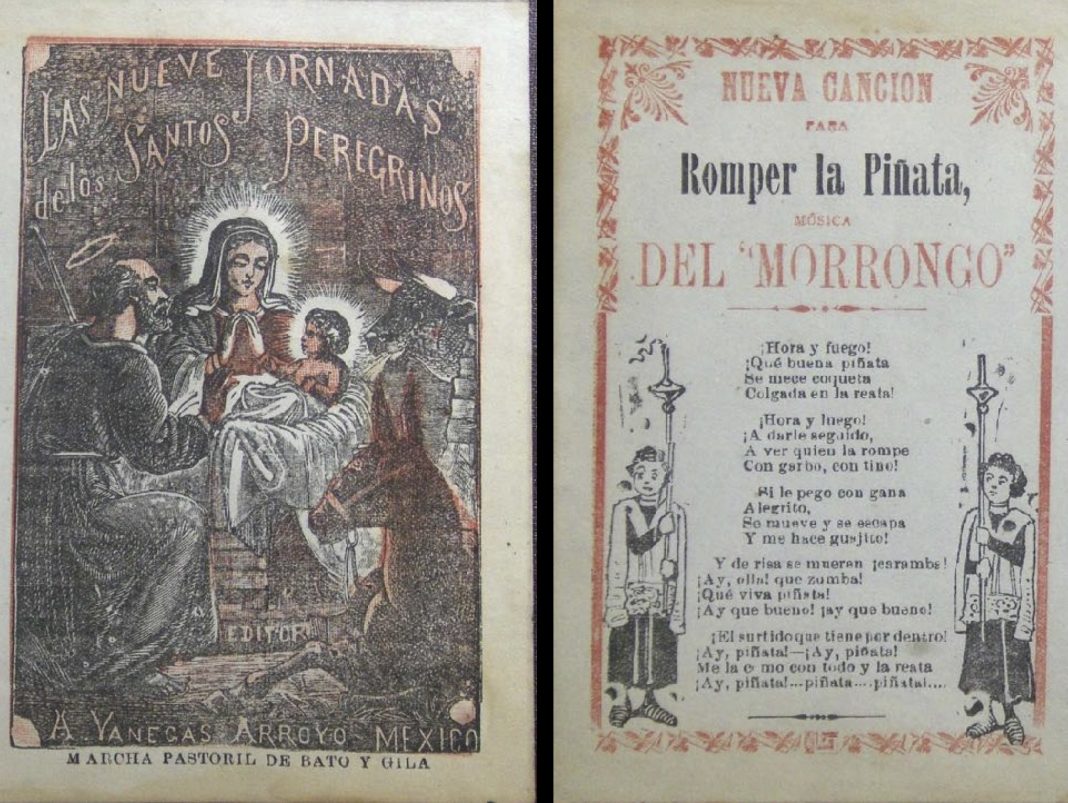 LAS NUEVE JORNADAS
de los SANTOS PEREGRINOS
EDITOR
A. VANEGAS ARROYO - MEXICO
MARCHA PASTORIL DE BATO Y GILA
NUEVA CANCION
PARA
Romper la Piñata,
MÚSICA
DEL "MORRONGO"
¡Hora y fuego!
¡Qué buena piñata
Se mece coqueta
Colgada en la reata!
¡Hora y luego!
¡A darle seguido,
A ver quien la rompe
Con garbo, con tino!
Si le pego con gana
Alegrito,
Se mueve y se escapa
Y me hace guajito!
Y de risa se mueren ¡caramba!
¡Ay, olla! que zumba!
¡Qué viva piñata!
¡Ay que bueno! ¡ay que bueno!
¡El surtido que tiene por dentro!
¡Ay, piñata!—¡Ay, piñata!
Me la como con todo y la reata
¡Ay, piñata!...piñata....piñata!....